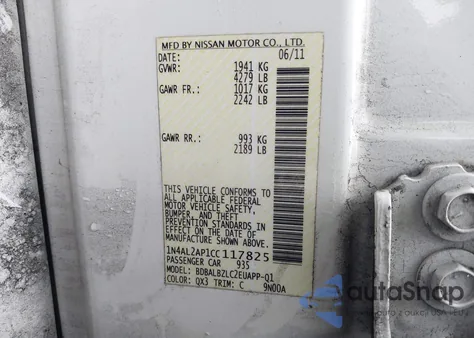 MFD BY NISSAN MOTOR CO., LTD.
DATE: 06/11
GVWR: 1941 KG
4279 LB
GAWR FR.: 1017 KG
2242 LB
GAWR RR.: 993 KG
2189 LB
THIS VEHICLE CONFORMS TO
ALL APPLICABLE FEDERAL
MOTOR VEHICLE SAFETY,
BUMPER, AND THEFT
PREVENTION STANDARDS IN
EFFECT ON THE DATE OF
MANUFACTURE SHOWN ABOVE.
1N4AL2AP1CC117825
PASSENGER CAR 935
MODEL: BDBALBZLC2EUAPP-Q1
COLOR: QX3 TRIM: C 9N00A
autoShop